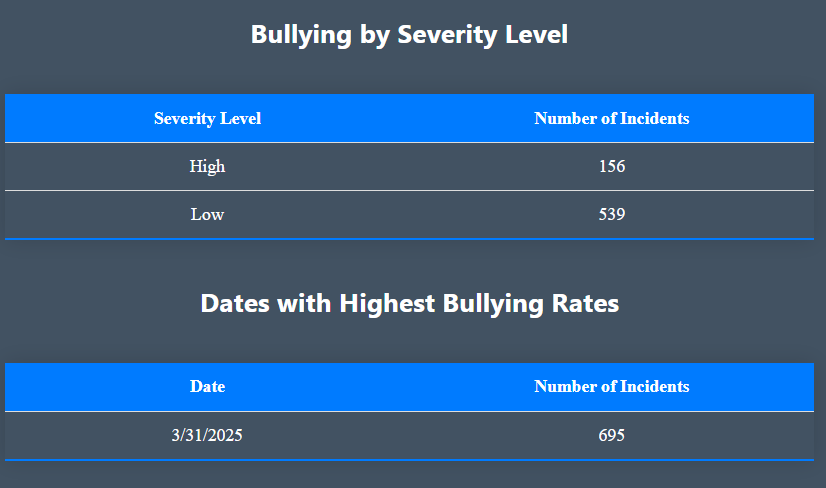 Bullying by Severity Level
Severity Level Number of Incidents
High 156
Low 539
Dates with Highest Bullying Rates
Date Number of Incidents
3/31/2025 695